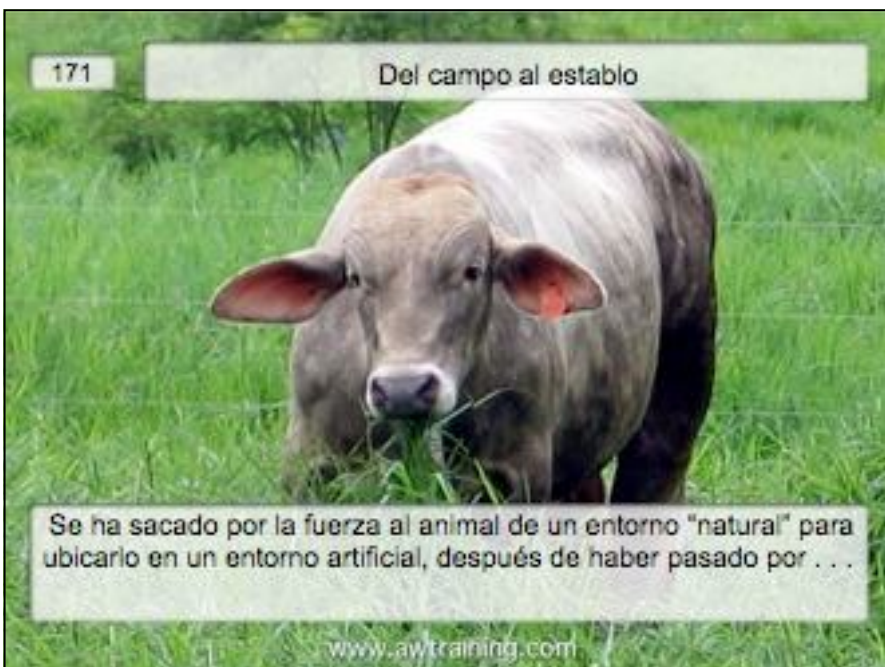 171
Del campo al establo
Se ha sacado por la fuerza al animal de un entorno “natural” para
ubicarlo en un entorno artificial, después de haber pasado por . . .
www.awtraining.com